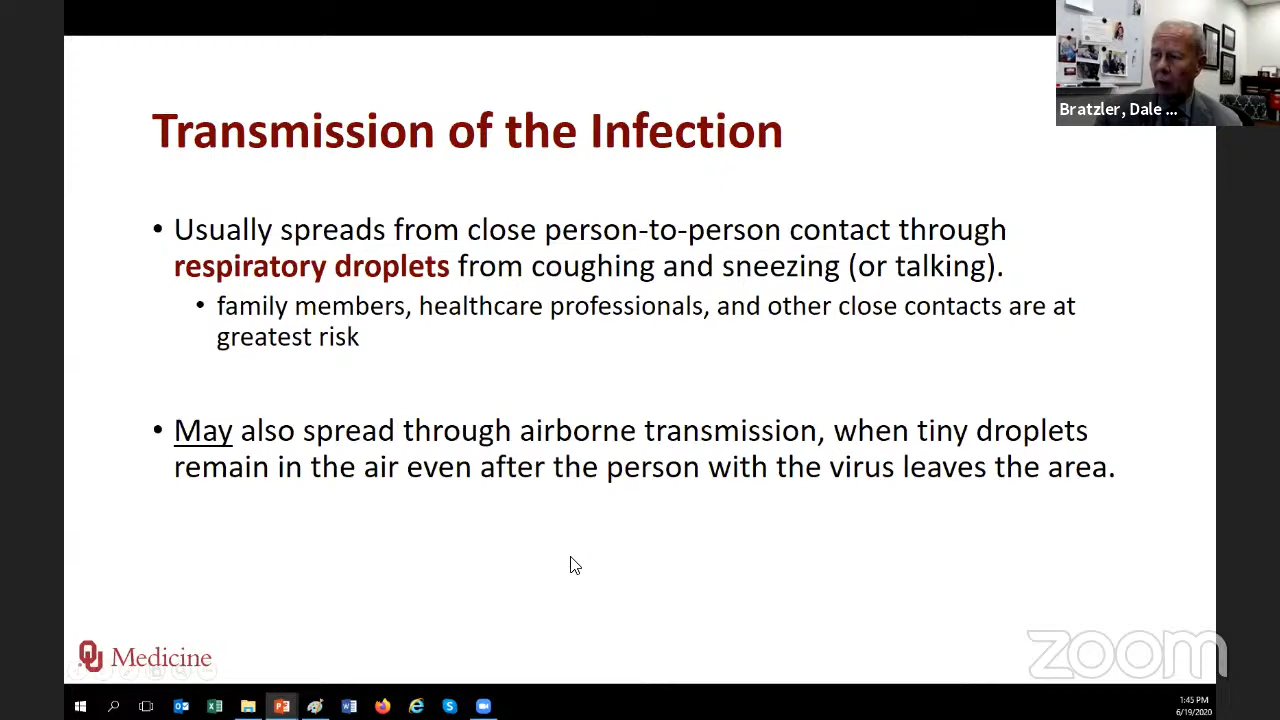 Bratzler, Dale ...
Transmission of the Infection
• Usually spreads from close person-to-person contact through
respiratory droplets from coughing and sneezing (or talking).
• family members, healthcare professionals, and other close contacts are at
greatest risk
• May also spread through airborne transmission, when tiny droplets
remain in the air even after the person with the virus leaves the area.
OU Medicine
zoom
1:45 PM
6/19/2020